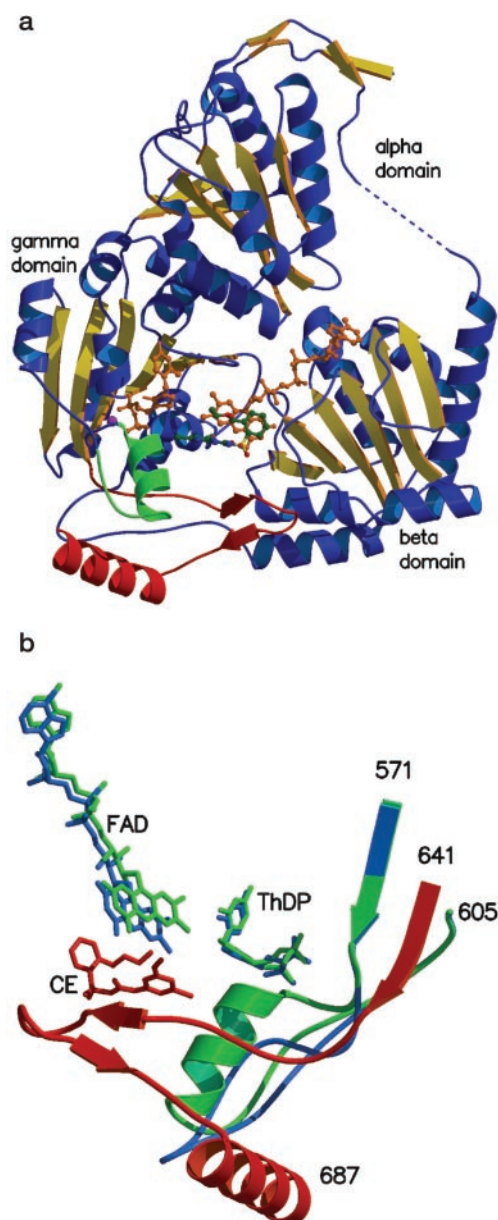 a
alpha
domain
gamma
domain
beta
domain
b
571
FAD
641
605
ThDP
CE
687